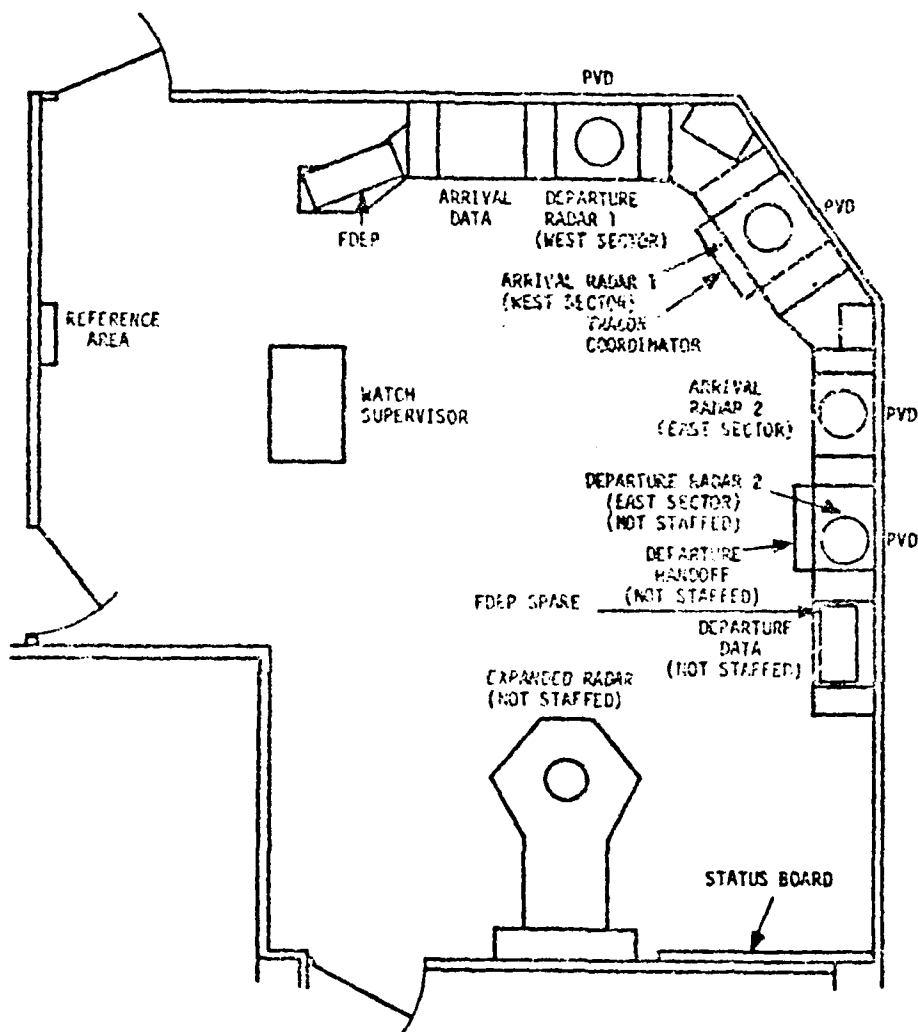 PVD
ARRIVAL
DATA
DEPARTURE
RADAR 1
(WEST SECTOR)
FDEP
PVD
ARRIVAL RADAR 1
(WEST SECTOR)
TRACON
COORDINATOR
REFERENCE
AREA
WATCH
SUPERVISOR
ARRIVAL
RADAR 2
(EAST SECTOR)
PVD
DEPARTURE RADAR 2
(EAST SECTOR)
(NOT STAFFED)
PVD
DEPARTURE
HANDOFF
(NOT STAFFED)
FDEP SPARE
DEPARTURE
DATA
(NOT STAFFED)
EXPANDED RADAR
(NOT STAFFED)
STATUS BOARD